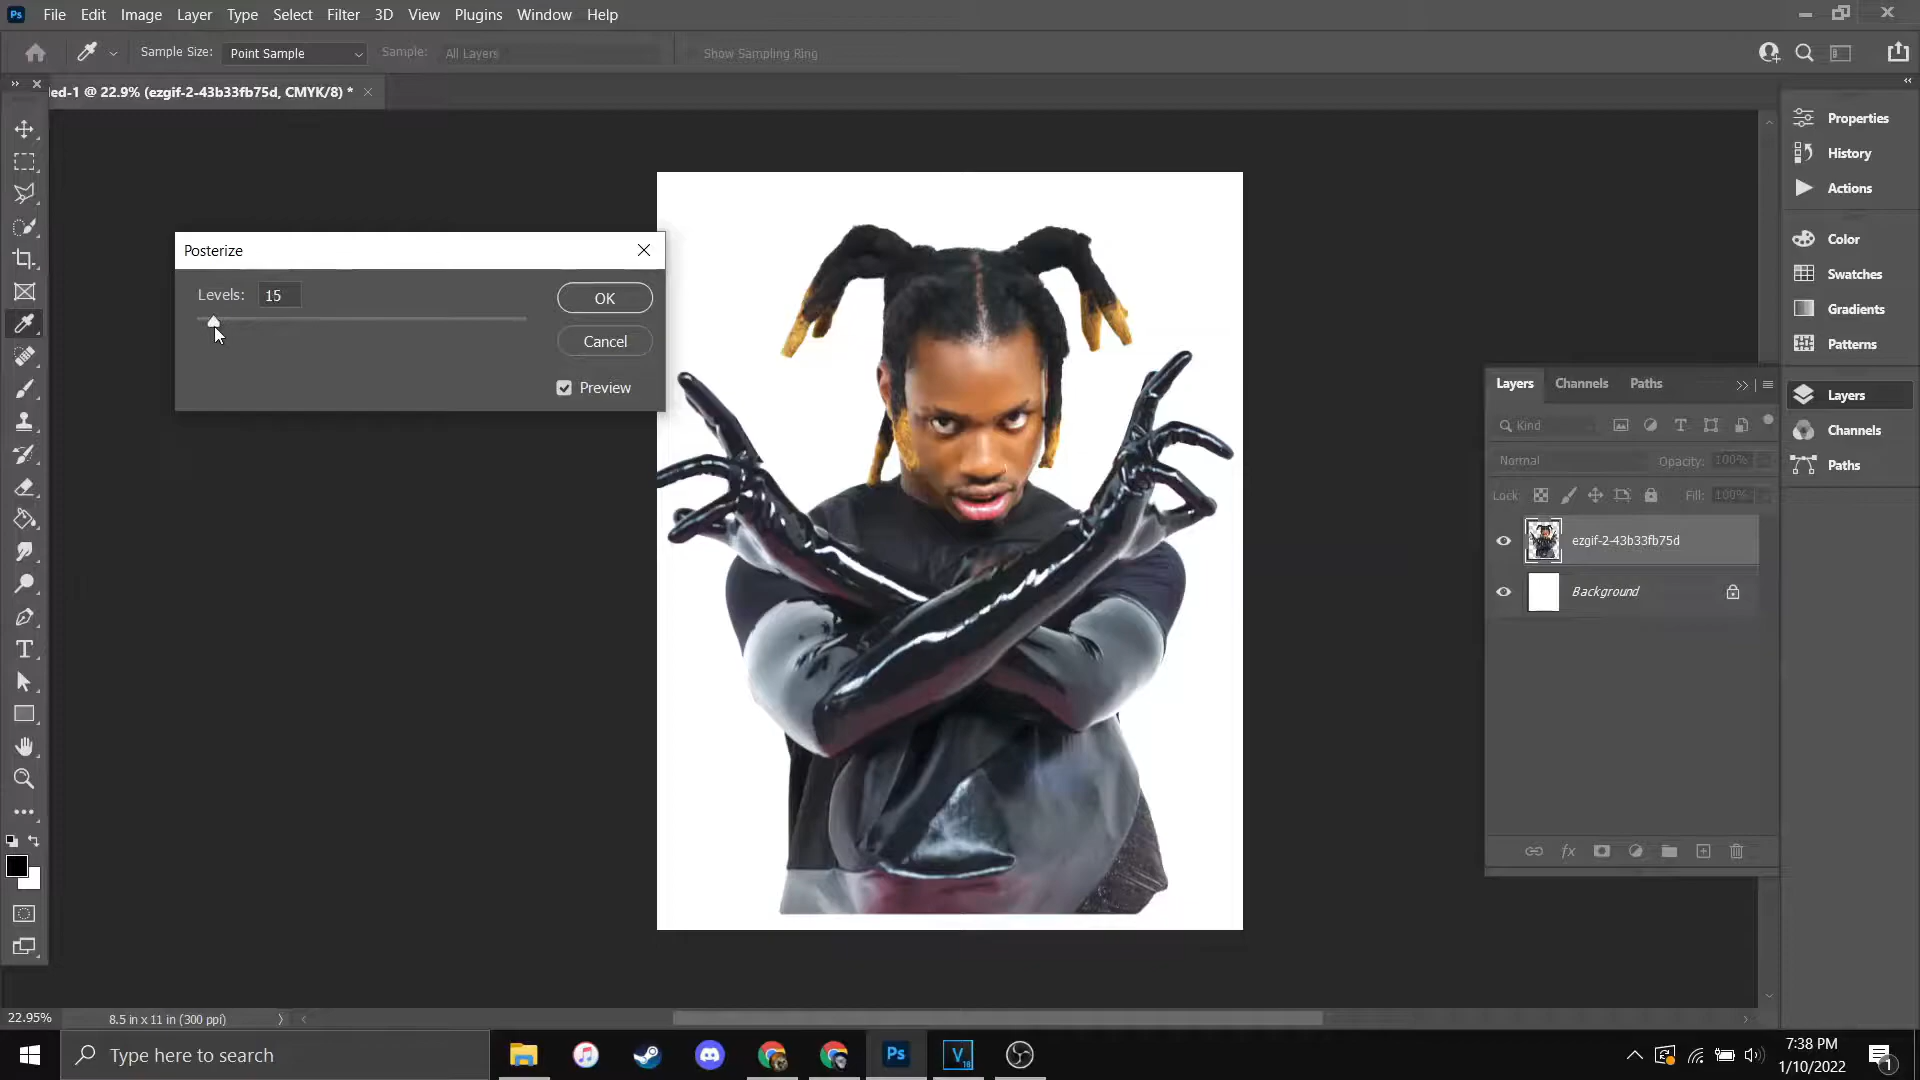 Ps File Edit Image Layer Type Select Filter 3D View Plugins Window Help
Sample Size: Point Sample Sample: All Layers Show Sampling Ring
ed-1 @ 22.9% (ezgif-2-43b33fb75d, CMYK/8) *
Posterize
Levels: 15
OK
Cancel
Preview
Properties
History
Actions
Color
Swatches
Gradients
Patterns
Layers
Channels
Paths
Layers Channels Paths
Kind
Normal Opacity: 100%
Lock: Fill: 100%
ezgif-2-43b33fb75d
Background
22.95% 8.5 in x 11 in (300 ppi)
Type here to search
Ps
V
18
7:38 PM
1/10/2022
1